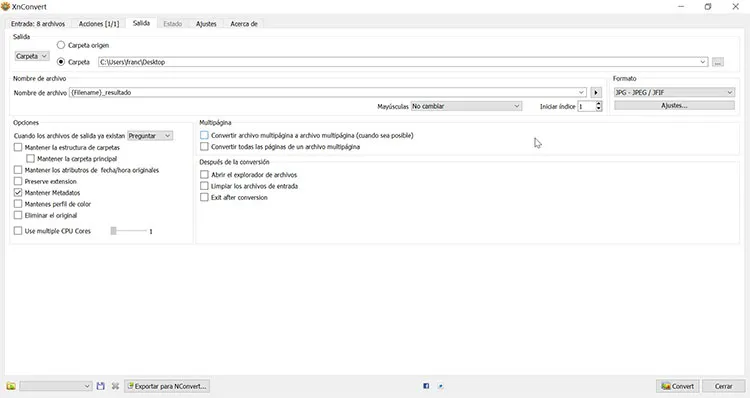 XnConvert
Entrada: 8 archivos Acciones [1/1] Salida Estado Ajustes Acerca de
Salida
Carpeta
Carpeta origen
Carpeta C:\Users\franc\Desktop ...
Nombre de archivo
Nombre de archivo {Filename}_resultado
Mayúsculas No cambiar Iniciar índice 1
Formato
JPG - JPEG / JFIF
Ajustes...
Opciones
Cuando los archivos de salida ya existan Preguntar
Mantener la estructura de carpetas
Mantener la carpeta principal
Mantener los atributros de fecha/hora originales
Preserve extension
Mantener Metadatos
Mantenes perfil de color
Eliminar el original
Use multiple CPU Cores 1
Multipágina
Convertir archivo multipágina a archivo multipágina (cuando sea posible)
Convertir todas las páginas de un archivo multipágina
Después de la conversión
Abrir el explorador de archivos
Limpiar los archivos de entrada
Exit after conversion
Exportar para NConvert... Convert Cerrar